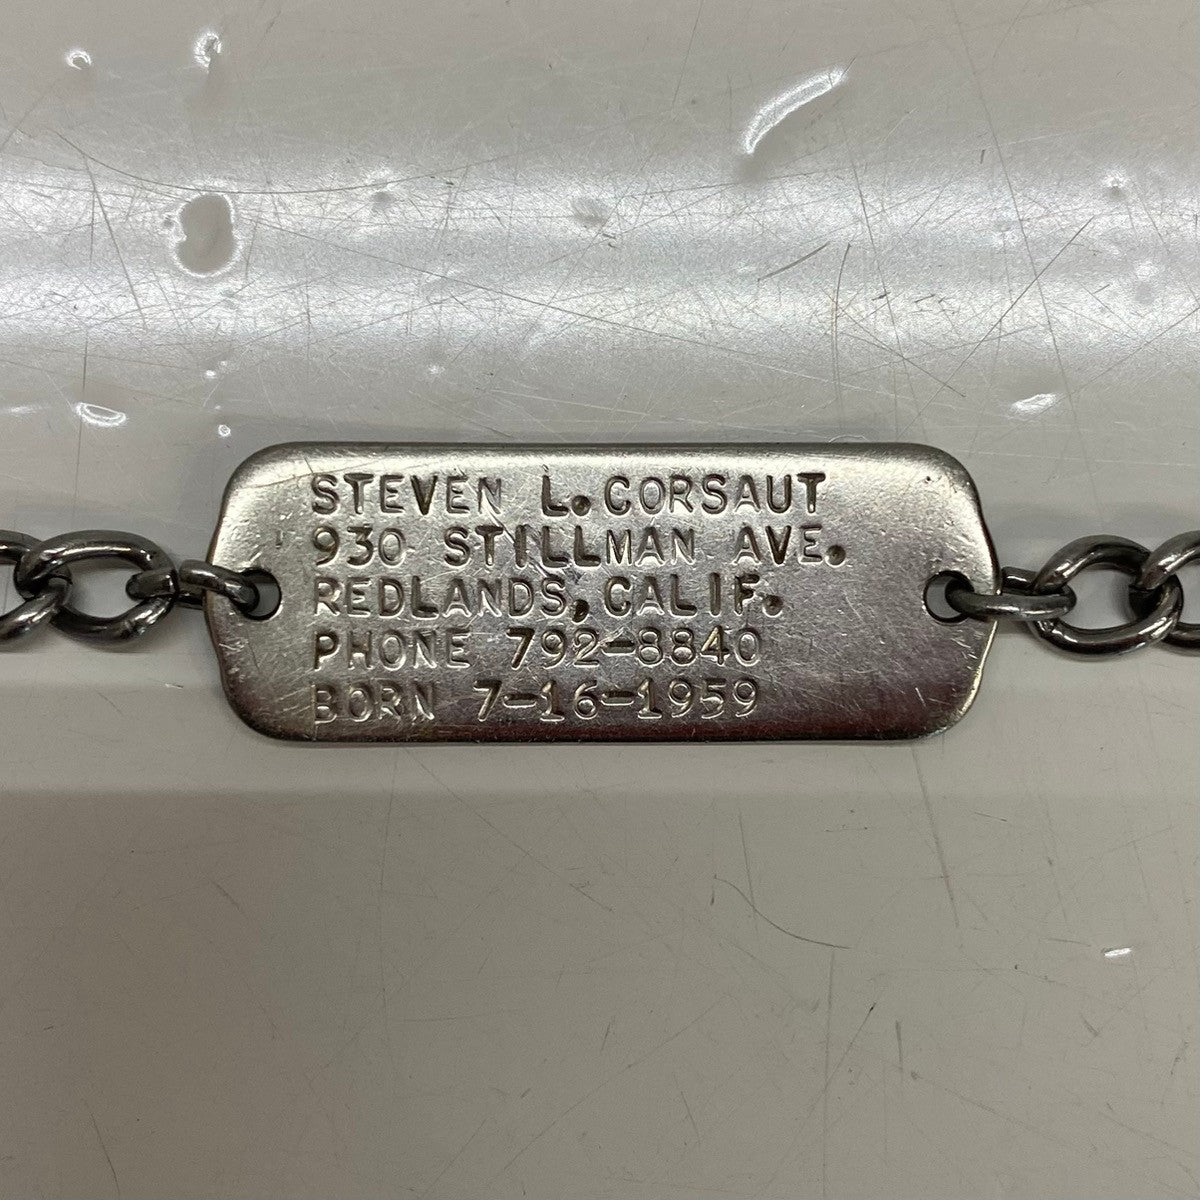 STEVEN L. CORSAUT
930 STILLMAN AVE.
REDLANDS, CALIF.
PHONE 792-8840
BORN 7-16-1959